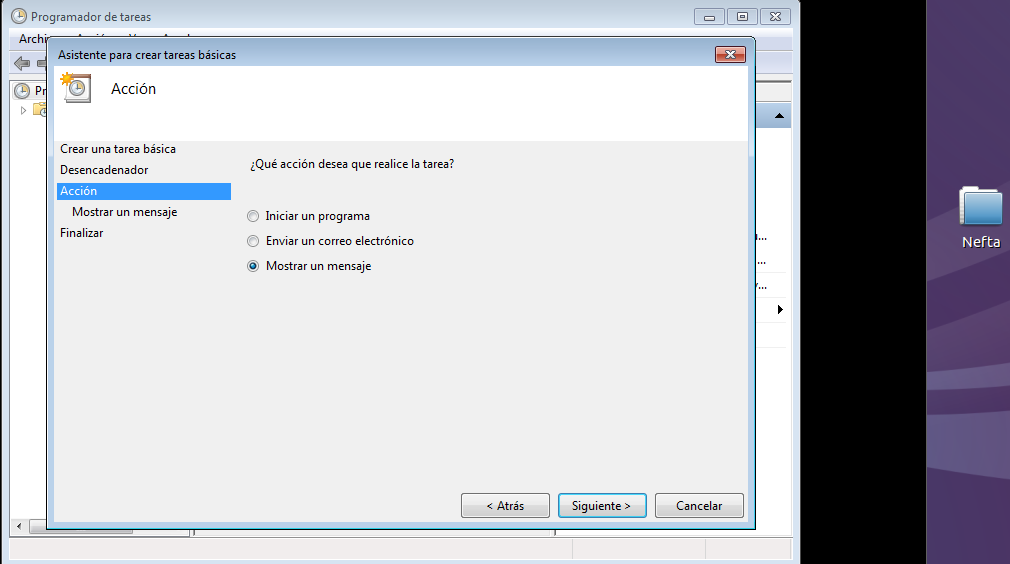 Programador de tareas
Asistente para crear tareas básicas
Acción
Crear una tarea básica
Desencadenador
Acción
Mostrar un mensaje
Finalizar
¿Qué acción desea que realice la tarea?
Iniciar un programa
Enviar un correo electrónico
Mostrar un mensaje
< Atrás
Siguiente >
Cancelar
Nefta